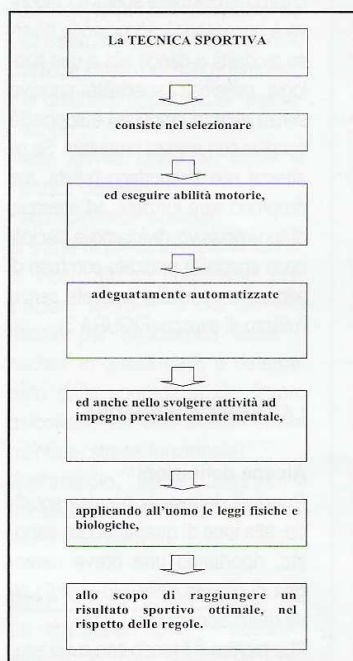 La TECNICA SPORTIVA
consiste nel selezionare
ed eseguire abilità motorie,
adeguatamente automatizzate
ed anche nello svolgere attività ad
impegno prevalentemente mentale,
applicando all'uomo le leggi fisiche e
biologiche,
allo scopo di raggiungere un
risultato sportivo ottimale, nel
rispetto delle regole.